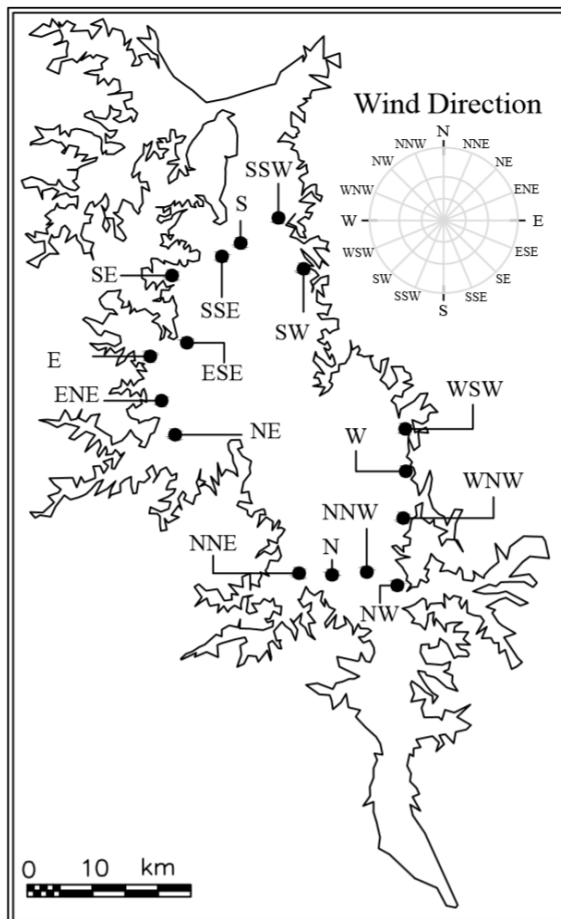 Wind Direction
N
NNW NNE
NW NE
WNW ENE
W E
WSW ESE
SW SE
SSW SSE
S
SSW
S
SE
SSE
SW
E
ESE
ENE
NE
WSW
W
WNW
NNW
NNE
N
NW
0 10 km